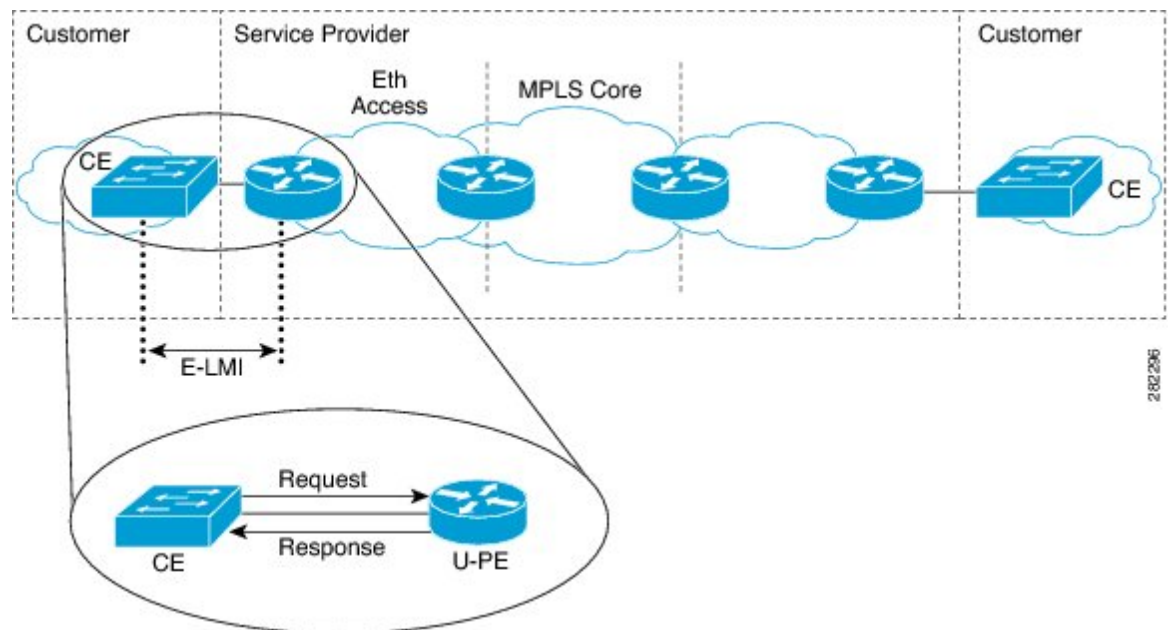 Customer
Service Provider
Customer
Eth
Access
MPLS Core
CE
CE
E-LMI
282296
Request
Response
CE
U-PE